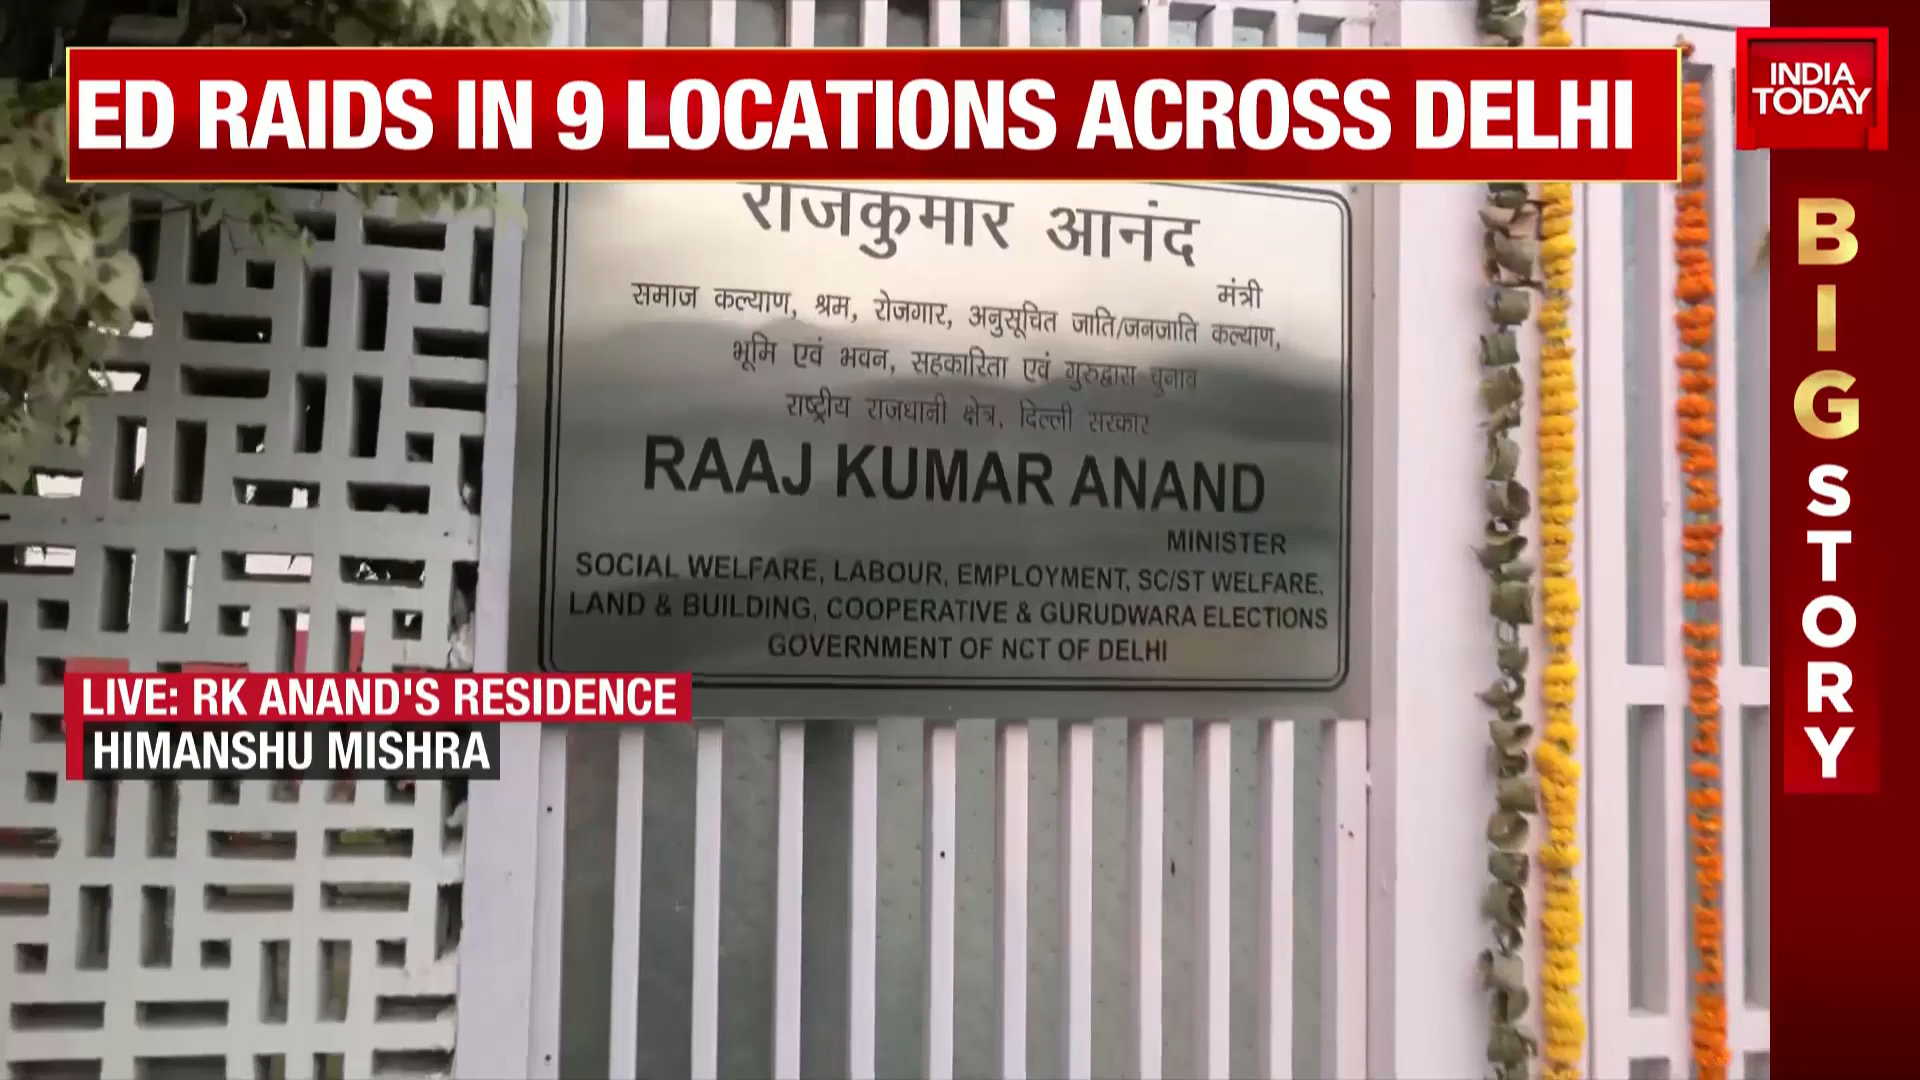 ED RAIDS IN 9 LOCATIONS ACROSS DELHI
INDIA
TODAY
BIG STORY
राजकुमार आनंद
मंत्री
समाज कल्याण, श्रम, रोजगार, अनुसूचित जाति/जनजाति कल्याण,
भूमि एवं भवन, सहकारिता एवं गुरुद्वारा चुनाव
राष्ट्रीय राजधानी क्षेत्र, दिल्ली सरकार
RAAJ KUMAR ANAND
MINISTER
SOCIAL WELFARE, LABOUR, EMPLOYMENT, SC/ST WELFARE,
LAND & BUILDING, COOPERATIVE & GURUDWARA ELECTIONS
GOVERNMENT OF NCT OF DELHI
LIVE: RK ANAND'S RESIDENCE
HIMANSHU MISHRA